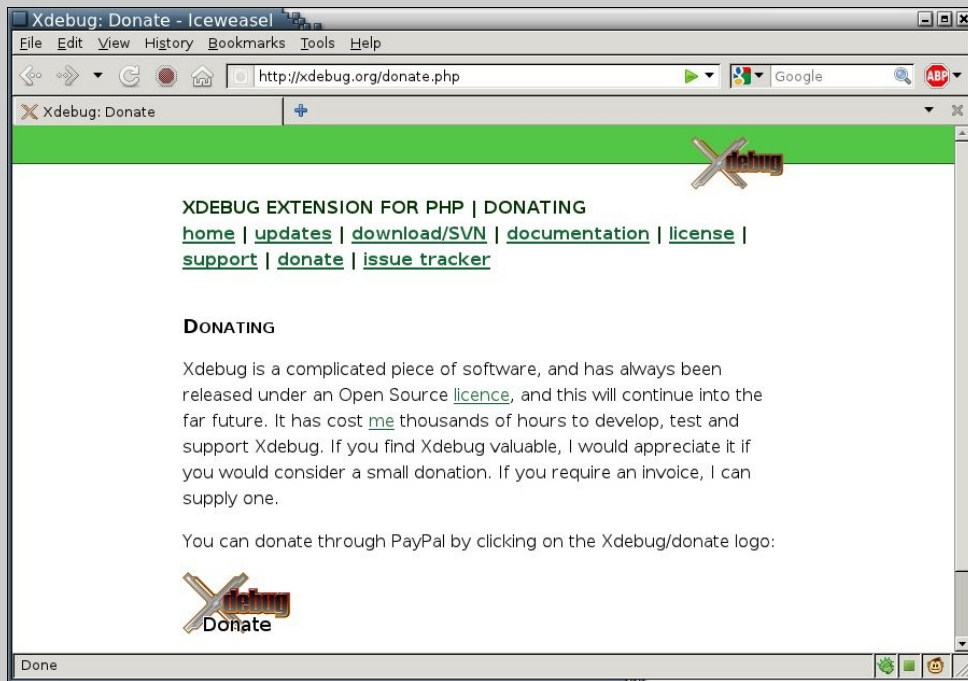 Xdebug: Donate - Iceweasel
File Edit View History Bookmarks Tools Help
http://xdebug.org/donate.php
Google
ABP
Xdebug: Donate
Xdebug
XDEBUG EXTENSION FOR PHP | DONATING
home | updates | download/SVN | documentation | license |
support | donate | issue tracker
DONATING
Xdebug is a complicated piece of software, and has always been
released under an Open Source licence, and this will continue into the
far future. It has cost me thousands of hours to develop, test and
support Xdebug. If you find Xdebug valuable, I would appreciate it if
you would consider a small donation. If you require an invoice, I can
supply one.
You can donate through PayPal by clicking on the Xdebug/donate logo:
Xdebug
Donate
Done